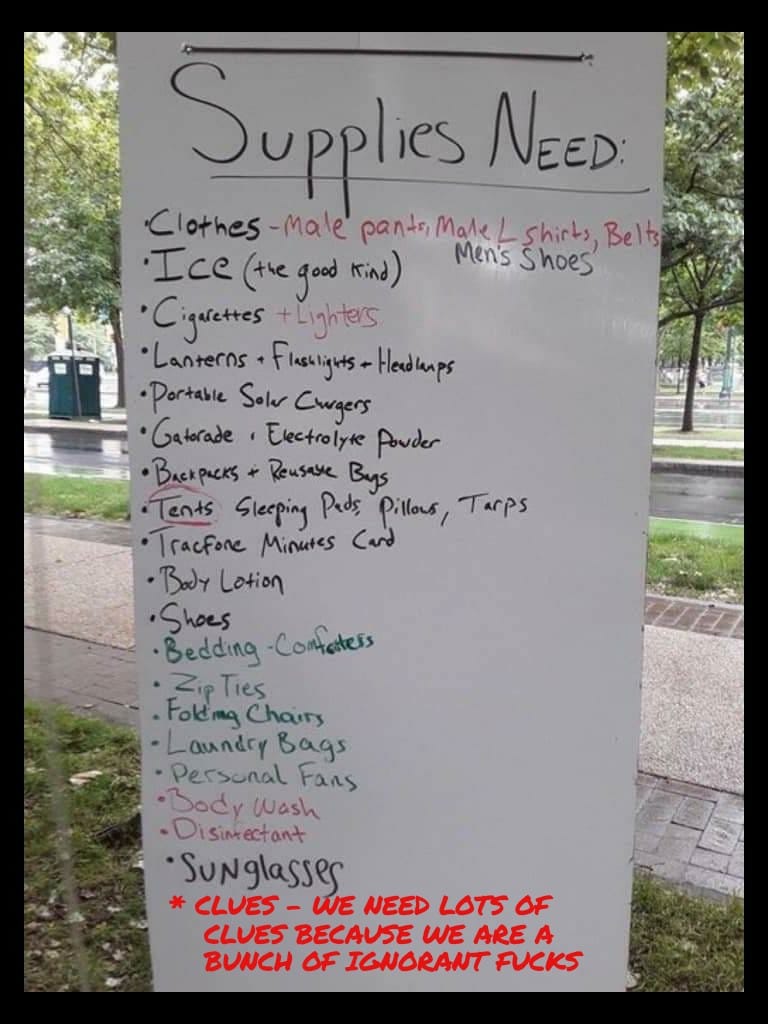 Supplies NEED:
• Clothes - Male pants, Male L shirts, Belts
Men's Shoes
• ICE (the good kind)
• Cigarettes + Lighters
• Lanterns + Flashlights + Headlamps
• Portable Solar Chargers
• Gatorade + Electrolyte Powder
• Backpacks + Reusable Bags
• Tents Sleeping Pads, Pillows, Tarps
• Tracfone Minutes Card
• Body Lotion
• Shoes
• Bedding - Comforters
• Zip Ties
• Folding Chairs
• Laundry Bags
• Personal Fans
• Body Wash
• Disinfectant
• Sunglasses
* CLUES - WE NEED LOTS OF
CLUES BECAUSE WE ARE A
BUNCH OF IGNORANT FUCKS